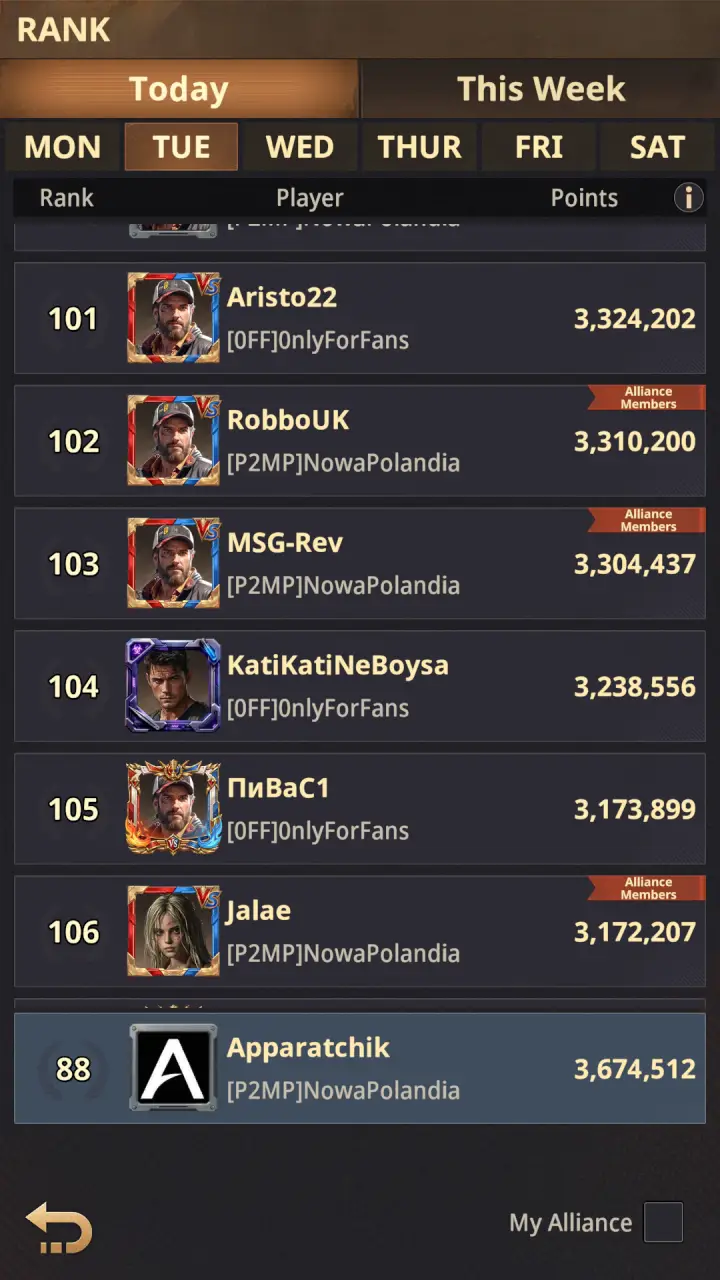 RANK
Today
This Week
MON
TUE
WED
THUR
FRI
SAT
Rank
Player
Points
i
[P2MP]NowaPolandia
101
Aristo22
[0FF]0nlyForFans
3,324,202
102
RobboUK
[P2MP]NowaPolandia
Alliance
Members
3,310,200
103
MSG-Rev
[P2MP]NowaPolandia
Alliance
Members
3,304,437
104
KatiKatiNeBoysa
[0FF]0nlyForFans
3,238,556
105
ПиВаС1
[0FF]0nlyForFans
3,173,899
106
Jalae
[P2MP]NowaPolandia
Alliance
Members
3,172,207
88
Apparatchik
[P2MP]NowaPolandia
3,674,512
My Alliance